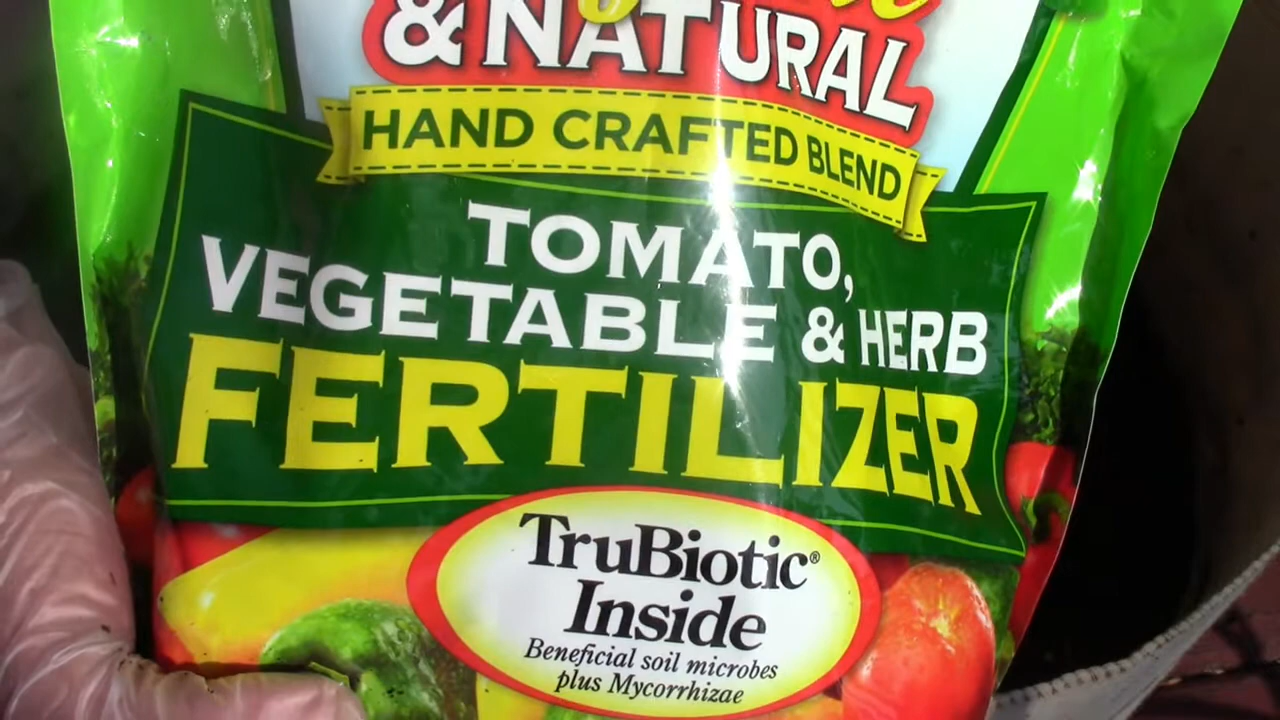 & NATURAL
HAND CRAFTED BLEND
TOMATO,
VEGETABLE & HERB
FERTILIZER
TruBiotic®
Inside
Beneficial soil microbes
plus Mycorrhizae